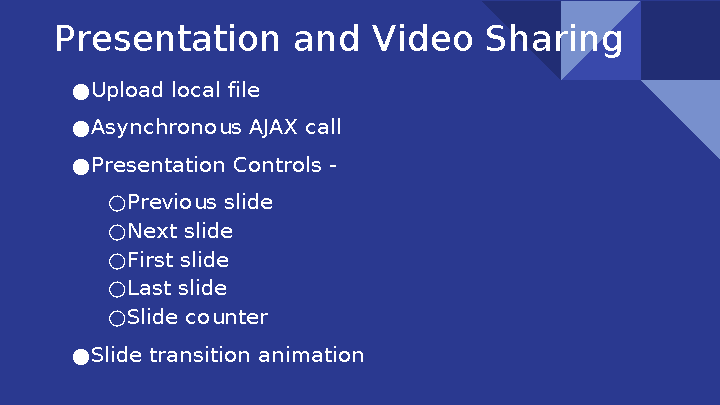 Presentation and Video Sharing
●Upload local file
●Asynchronous AJAX call
●Presentation Controls -
○Previous slide
○Next slide
○First slide
○Last slide
○Slide counter
●Slide transition animation